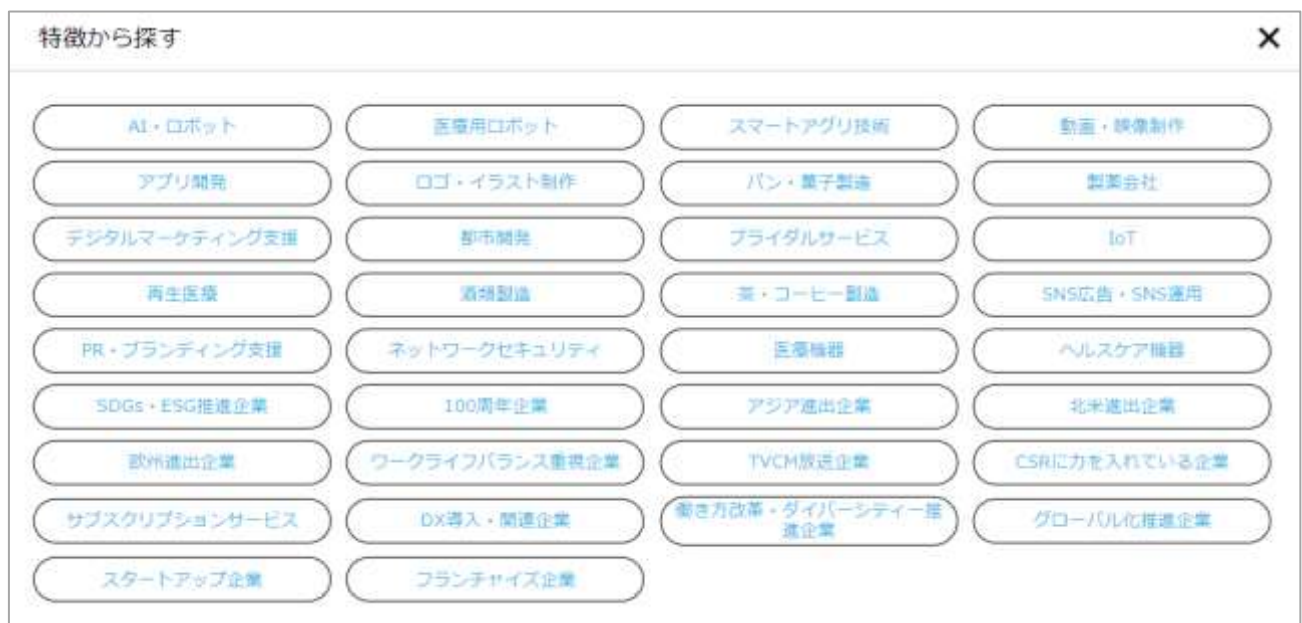 特徴から探す
AI・ロボット
医療用ロボット
スマートアグリ技術
動画・映像制作
アプリ開発
ロゴ・イラスト制作
パン・菓子製造
製薬会社
デジタルマーケティング支援
都市開発
ブライダルサービス
IoT
再生医療
酒類製造
茶・コーヒー製造
SNS広告・SNS運用
PR・ブランディング支援
ネットワークセキュリティ
医療機器
ヘルスケア機器
SDGs・ESG推進企業
100周年企業
アジア進出企業
北米進出企業
欧州進出企業
ワークライフバランス重視企業
TVCM放送企業
CSRに力を入れている企業
サブスクリプションサービス
DX導入・関連企業
働き方改革・ダイバーシティー推
進企業
グローバル化推進企業
スタートアップ企業
フランチャイズ企業